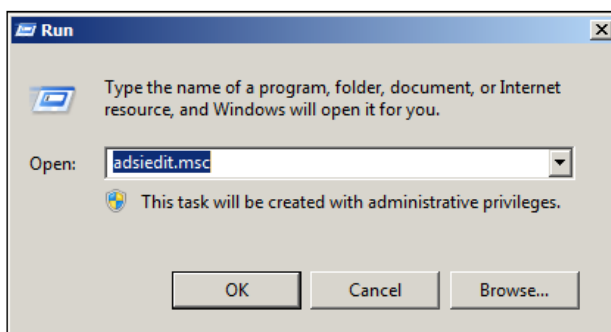 Run
Type the name of a program, folder, document, or Internet
resource, and Windows will open it for you.
Open: adsiedit.msc
This task will be created with administrative privileges.
OK Cancel Browse...